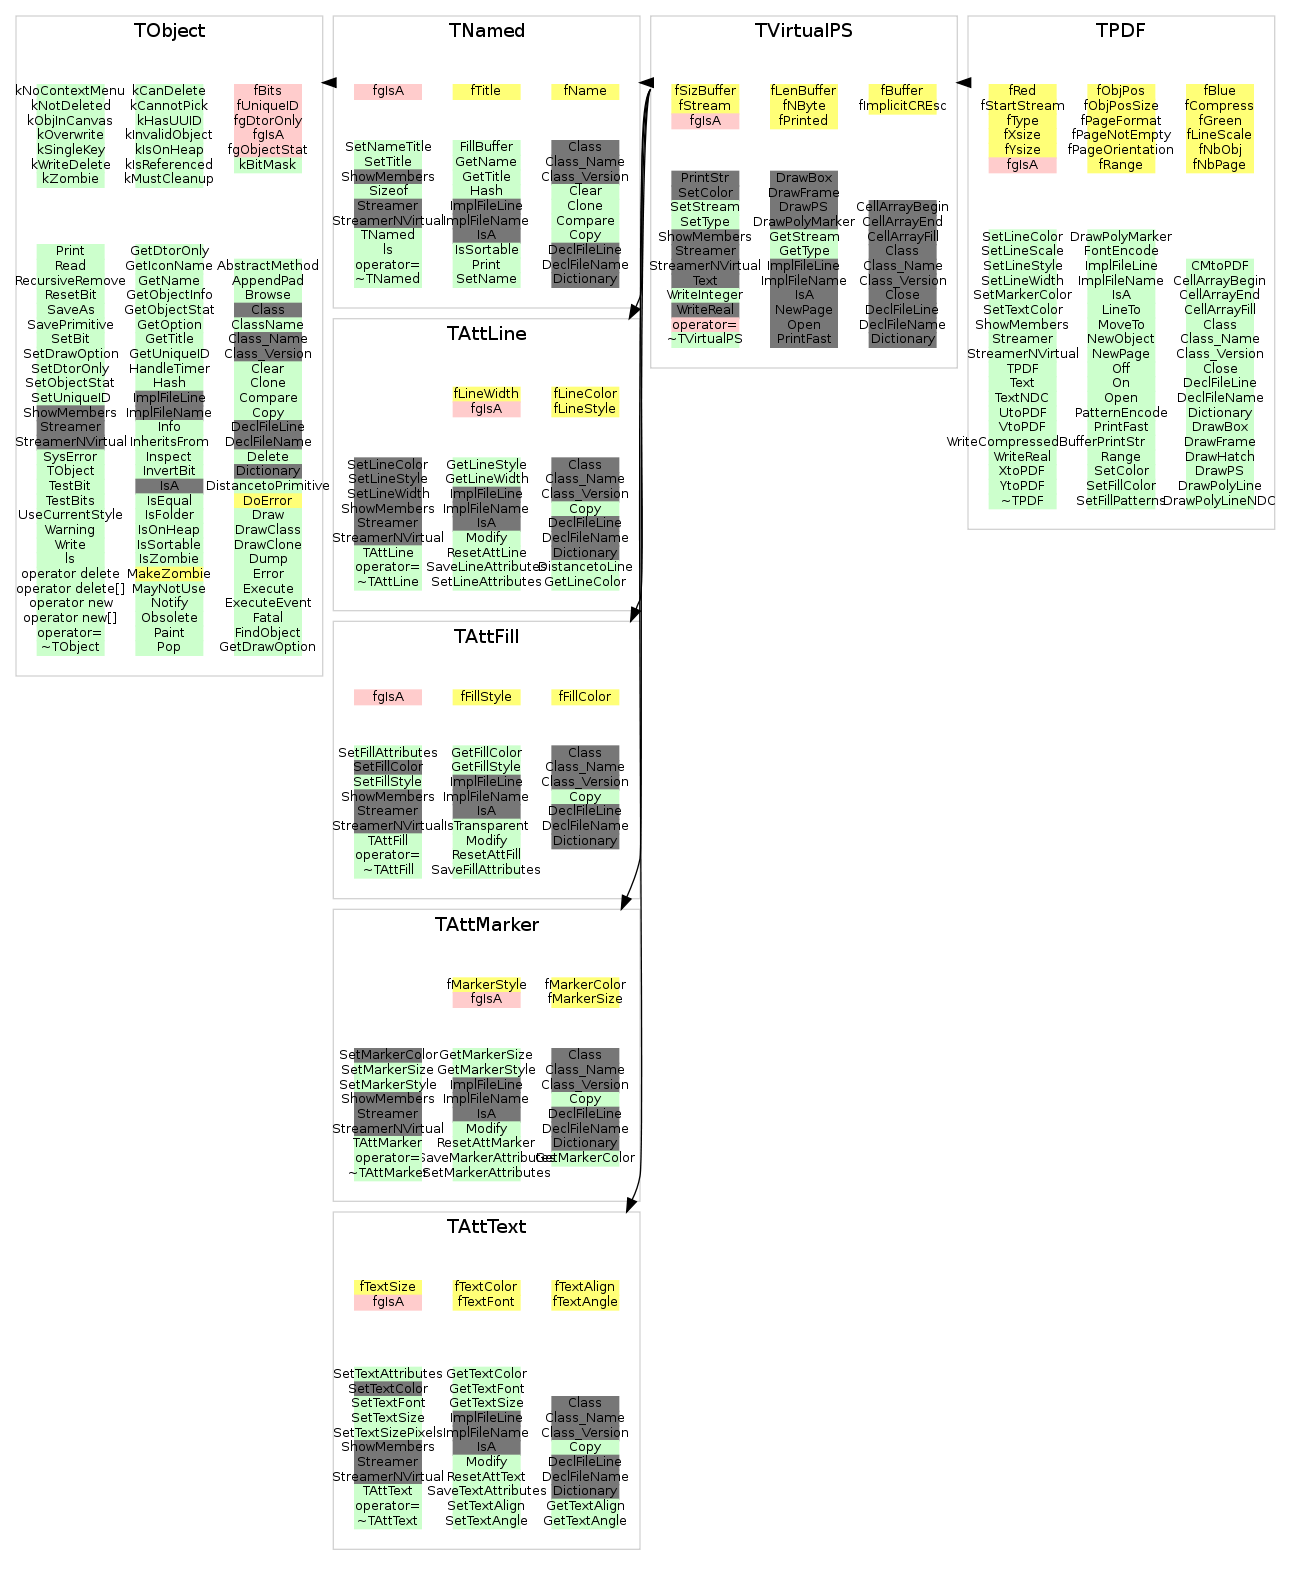 TObject
kNoContextMenu
kNotDeleted
kObjInCanvas
kOverwrite
kSingleKey
kWriteDelete
kZombie
kCanDelete
kCannotPick
kHasUUID
kInvalidObject
kIsOnHeap
kIsReferenced
kMustCleanup
fBits
fUniqueID
fgDtorOnly
fgIsA
fgObjectStat
kBitMask
Print
Read
RecursiveRemove
ResetBit
SaveAs
SavePrimitive
SetBit
SetDrawOption
SetDtorOnly
SetObjectStat
SetUniqueID
ShowMembers
Streamer
StreamerNVirtual
SysError
TObject
TestBit
TestBits
UseCurrentStyle
Warning
Write
ls
operator delete
operator delete[]
operator new
operator new[]
operator=
~TObject
GetDtorOnly
GetIconName
GetName
GetObjectInfo
GetObjectStat
GetOption
GetTitle
GetUniqueID
HandleTimer
Hash
ImplFileLine
ImplFileName
Info
InheritsFrom
Inspect
InvertBit
IsA
IsEqual
IsFolder
IsOnHeap
IsSortable
IsZombie
MakeZombie
MayNotUse
Notify
Obsolete
Paint
Pop
AbstractMethod
AppendPad
Browse
Class
ClassName
Class_Name
Class_Version
Clear
Clone
Compare
Copy
DeclFileLine
DeclFileName
Delete
Dictionary
DistancetoPrimitive
DoError
Draw
DrawClass
DrawClone
Dump
Error
Execute
ExecuteEvent
Fatal
FindObject
GetDrawOption
TNamed
fgIsA
fTitle
fName
SetNameTitle
SetTitle
ShowMembers
Sizeof
Streamer
StreamerNVirtual
TNamed
ls
operator=
~TNamed
FillBuffer
GetName
GetTitle
Hash
ImplFileLine
ImplFileName
IsA
IsSortable
Print
SetName
Class
Class_Name
Class_Version
Clear
Clone
Compare
Copy
DeclFileLine
DeclFileName
Dictionary
TAttLine
fLineWidth
fgIsA
fLineColor
fLineStyle
SetLineColor
SetLineStyle
SetLineWidth
ShowMembers
Streamer
StreamerNVirtual
TAttLine
operator=
~TAttLine
GetLineStyle
GetLineWidth
ImplFileLine
ImplFileName
IsA
Modify
ResetAttLine
SaveLineAttributes
SetLineAttributes
Class
Class_Name
Class_Version
Copy
DeclFileLine
DeclFileName
Dictionary
DistancetoLine
GetLineColor
TAttFill
fgIsA
fFillStyle
fFillColor
SetFillAttributes
SetFillColor
SetFillStyle
ShowMembers
Streamer
StreamerNVirtual
TAttFill
operator=
~TAttFill
GetFillColor
GetFillStyle
ImplFileLine
ImplFileName
IsA
IsTransparent
Modify
ResetAttFill
SaveFillAttributes
Class
Class_Name
Class_Version
Copy
DeclFileLine
DeclFileName
Dictionary
TAttMarker
fMarkerStyle
fgIsA
fMarkerColor
fMarkerSize
SetMarkerColor
SetMarkerSize
SetMarkerStyle
ShowMembers
Streamer
StreamerNVirtual
TAttMarker
operator=
~TAttMarker
GetMarkerSize
GetMarkerStyle
ImplFileLine
ImplFileName
IsA
Modify
ResetAttMarker
SaveMarkerAttributes
SetMarkerAttributes
Class
Class_Name
Class_Version
Copy
DeclFileLine
DeclFileName
Dictionary
GetMarkerColor
TAttText
fTextSize
fgIsA
fTextColor
fTextFont
fTextAlign
fTextAngle
SetTextAttributes
SetTextColor
SetTextFont
SetTextSize
SetTextSizePixels
ShowMembers
Streamer
StreamerNVirtual
TAttText
operator=
~TAttText
GetTextColor
GetTextFont
GetTextSize
ImplFileLine
ImplFileName
IsA
Modify
ResetAttText
SaveTextAttributes
SetTextAlign
SetTextAngle
Class
Class_Name
Class_Version
Copy
DeclFileLine
DeclFileName
Dictionary
GetTextAlign
GetTextAngle
TVirtualPS
fSizBuffer
fStream
fgIsA
fLenBuffer
fNByte
fPrinted
fBuffer
fImplicitCREsc
PrintStr
SetColor
SetStream
SetType
ShowMembers
Streamer
StreamerNVirtual
Text
WriteInteger
WriteReal
operator=
~TVirtualPS
DrawBox
DrawFrame
DrawPS
DrawPolyMarker
GetStream
GetType
ImplFileLine
ImplFileName
IsA
NewPage
Open
PrintFast
CellArrayBegin
CellArrayEnd
CellArrayFill
Class
Class_Name
Class_Version
Close
DeclFileLine
DeclFileName
Dictionary
TPDF
fRed
fStartStream
fType
fXsize
fYsize
fgIsA
fObjPos
fObjPosSize
fPageFormat
fPageNotEmpty
fPageOrientation
fRange
fBlue
fCompress
fGreen
fLineScale
fNbObj
fNbPage
SetLineColor
SetLineScale
SetLineStyle
SetLineWidth
SetMarkerColor
SetTextColor
ShowMembers
Streamer
StreamerNVirtual
TPDF
Text
TextNDC
UtoPDF
VtoPDF
WriteCompressedBuffer
WriteReal
XtoPDF
YtoPDF
~TPDF
DrawPolyMarker
FontEncode
ImplFileLine
ImplFileName
IsA
LineTo
MoveTo
NewObject
NewPage
Off
On
Open
PatternEncode
PrintFast
PrintStr
Range
SetColor
SetFillColor
SetFillPatterns
CMtoPDF
CellArrayBegin
CellArrayEnd
CellArrayFill
Class
Class_Name
Class_Version
Close
DeclFileLine
DeclFileName
Dictionary
DrawBox
DrawFrame
DrawHatch
DrawPS
DrawPolyLine
DrawPolyLineNDC